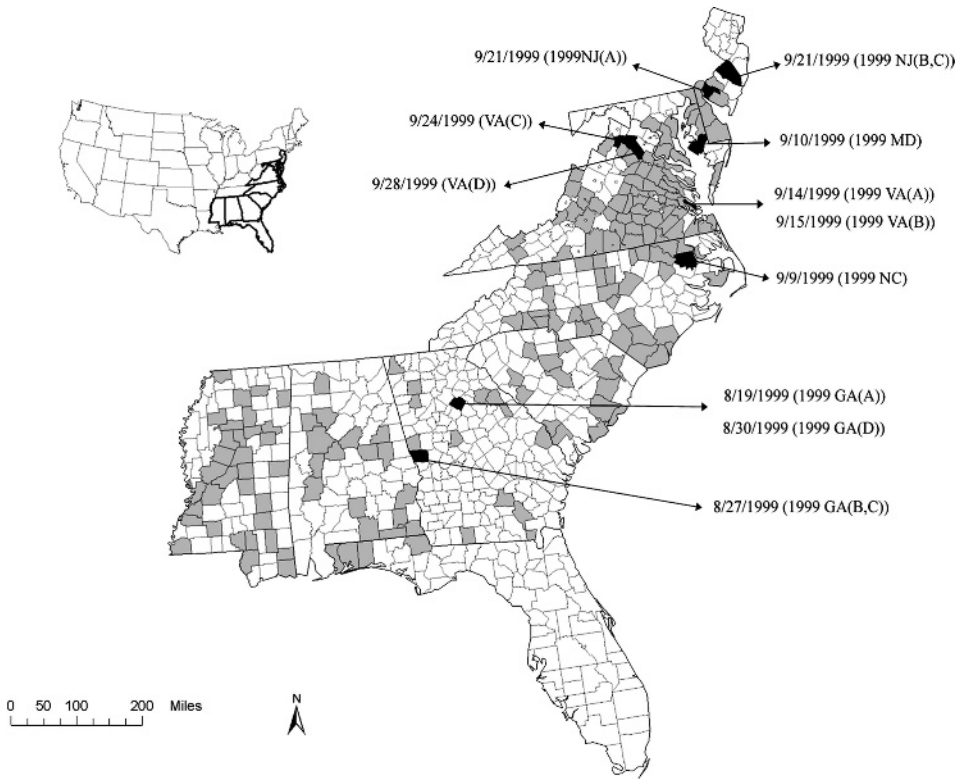 9/21/1999 (1999NJ(A))
9/21/1999 (1999 NJ(B,C))
9/24/1999 (VA(C))
9/10/1999 (1999 MD)
9/28/1999 (VA(D))
9/14/1999 (1999 VA(A))
9/15/1999 (1999 VA(B))
9/9/1999 (1999 NC)
8/19/1999 (1999 GA(A))
8/30/1999 (1999 GA(D))
8/27/1999 (1999 GA(B,C))
0 50 100 200 Miles
N